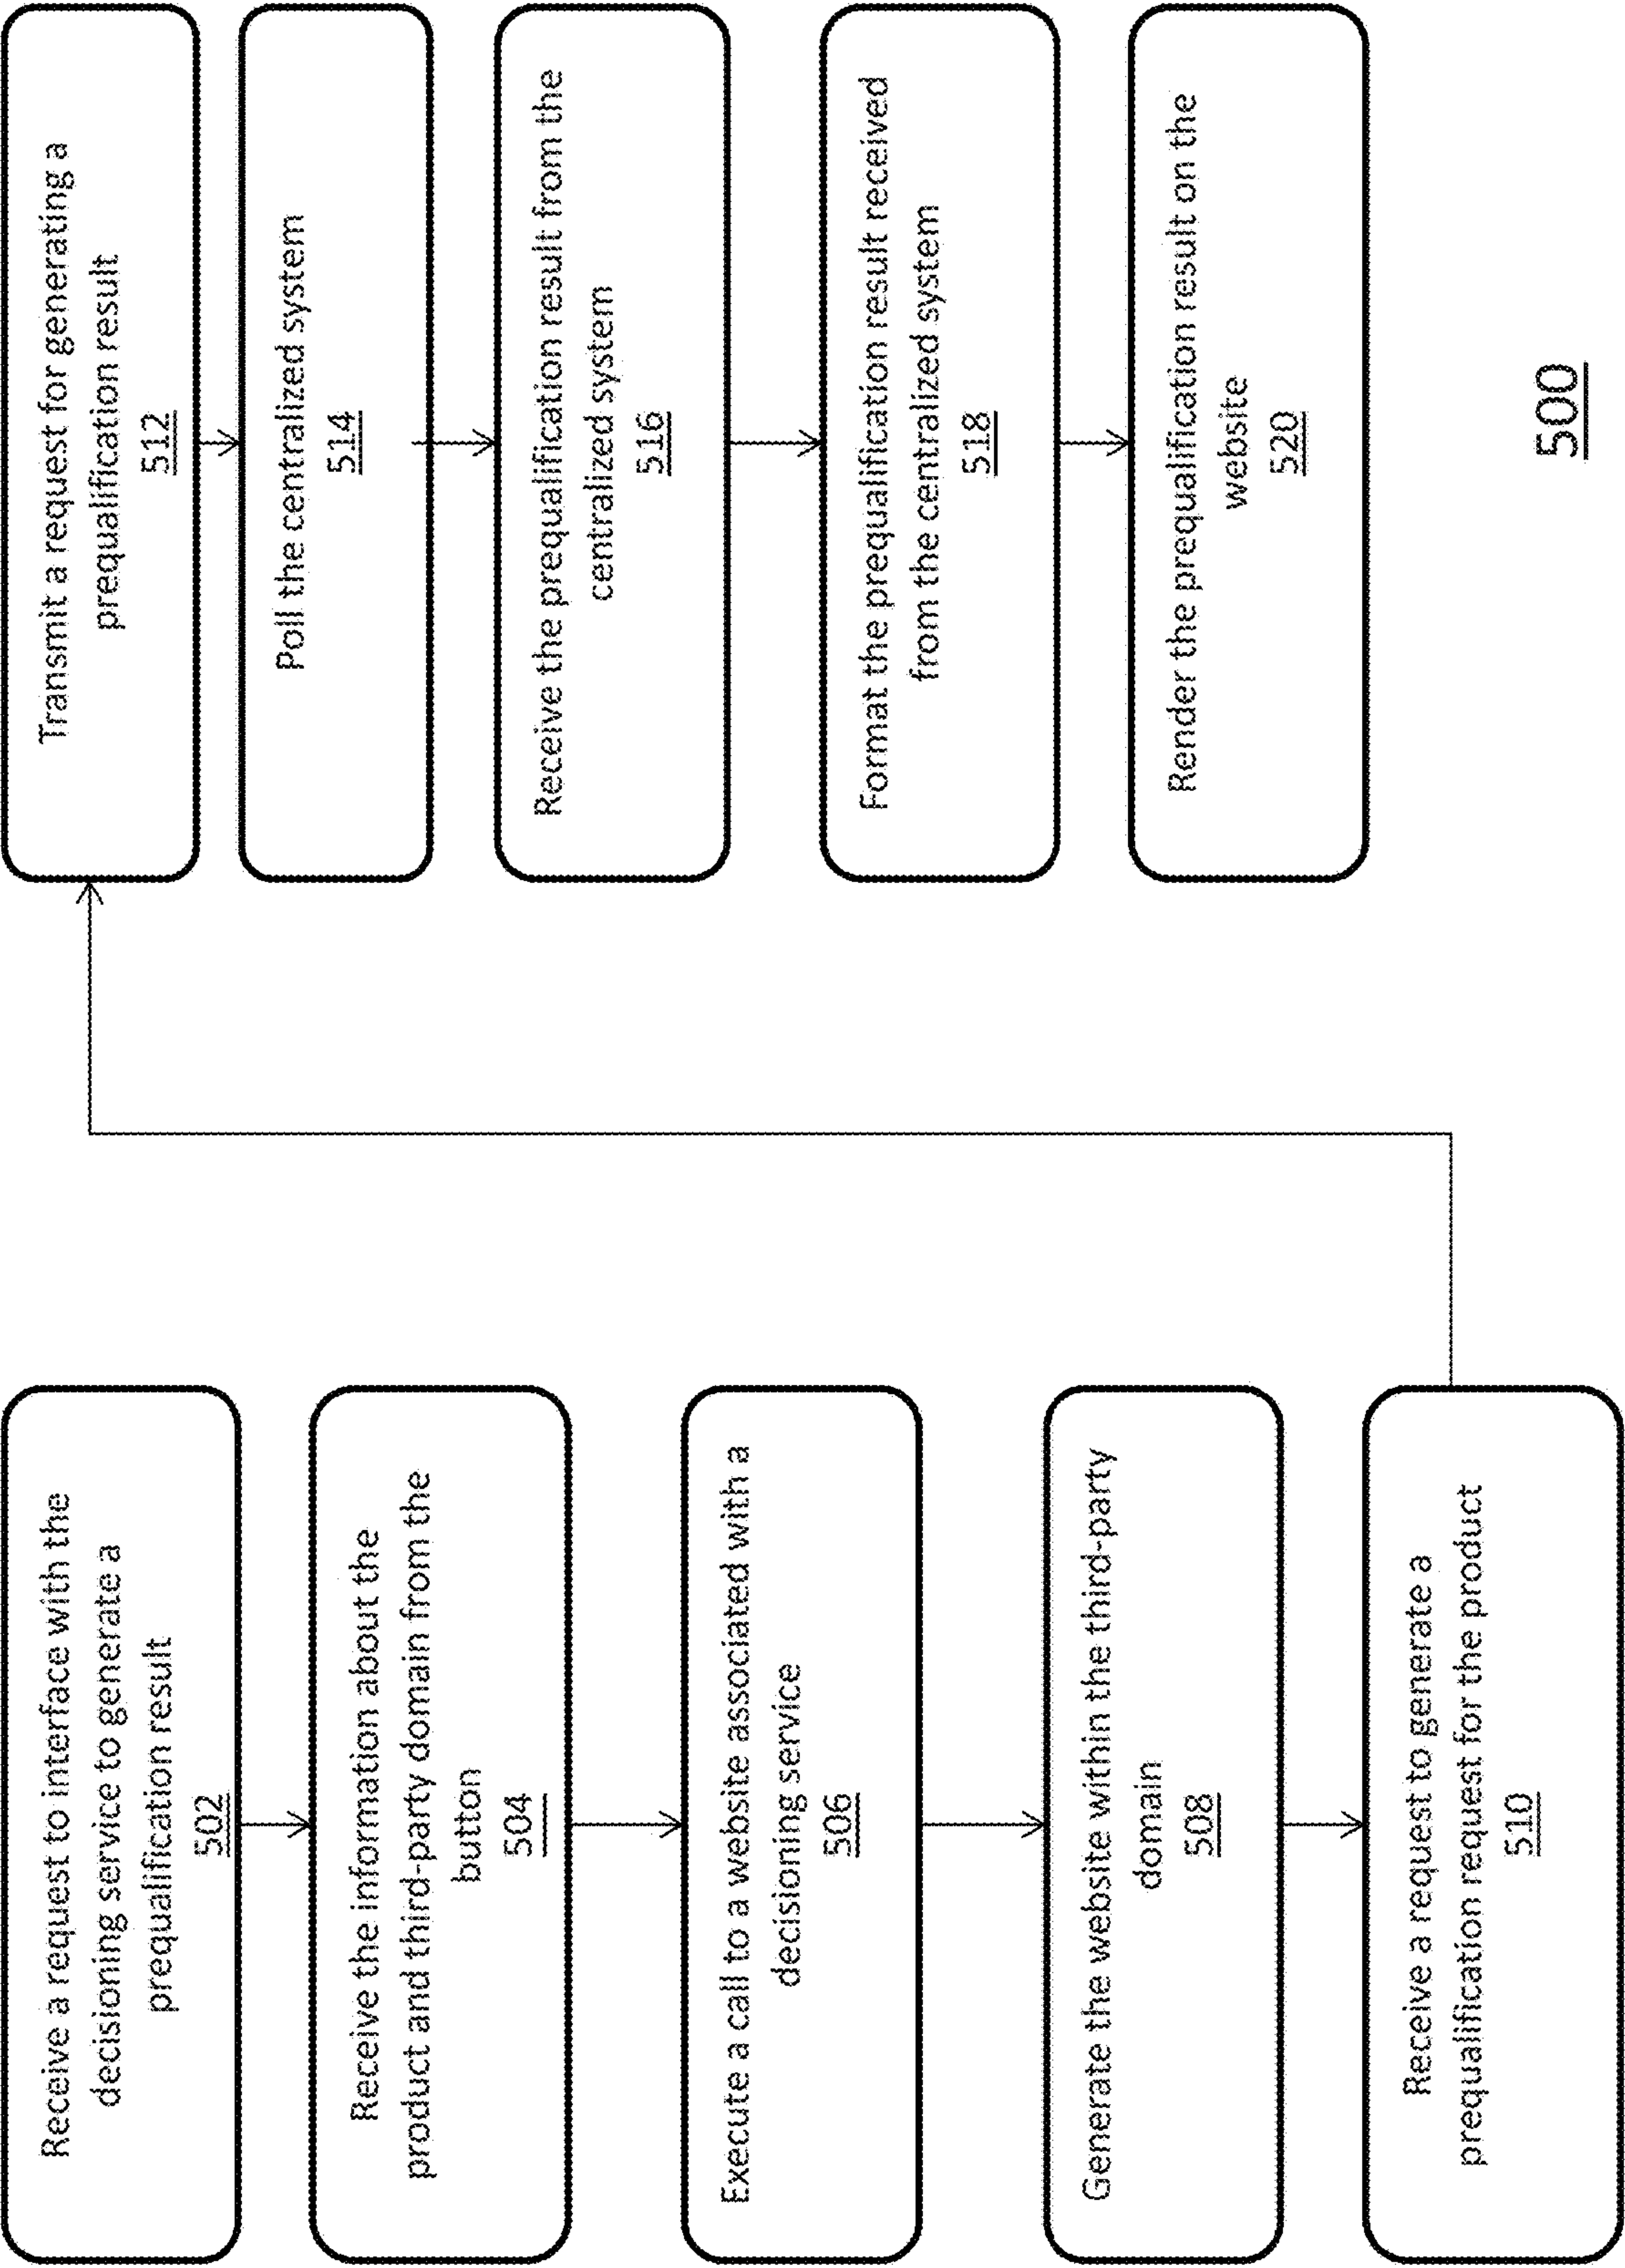 Receive a request to interface with the
decisioning service to generate a
prequalification result
502
Receive the information about the
product and third-party domain from the
button
504
Execute a call to a website associated with a
decisioning service
506
Generate the website within the third-party
domain
508
Receive a request to generate a
prequalification request for the product
510
Transmit a request for generating a
prequalification result
512
Poll the centralized system
514
Receive the prequalification result from the
centralized system
516
Format the prequalification result received
from the centralized system
518
Render the prequalification result on the
website
520
500